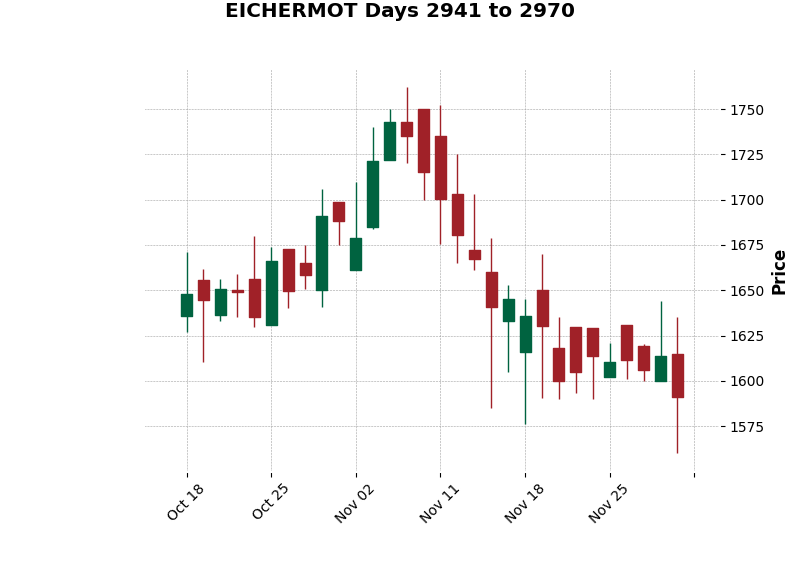 EICHERMOT Days 2941 to 2970
1750
1725
1700
1675
1650
1625
1600
1575
Price
Oct 18
Oct 25
Nov 02
Nov 11
Nov 18
Nov 25